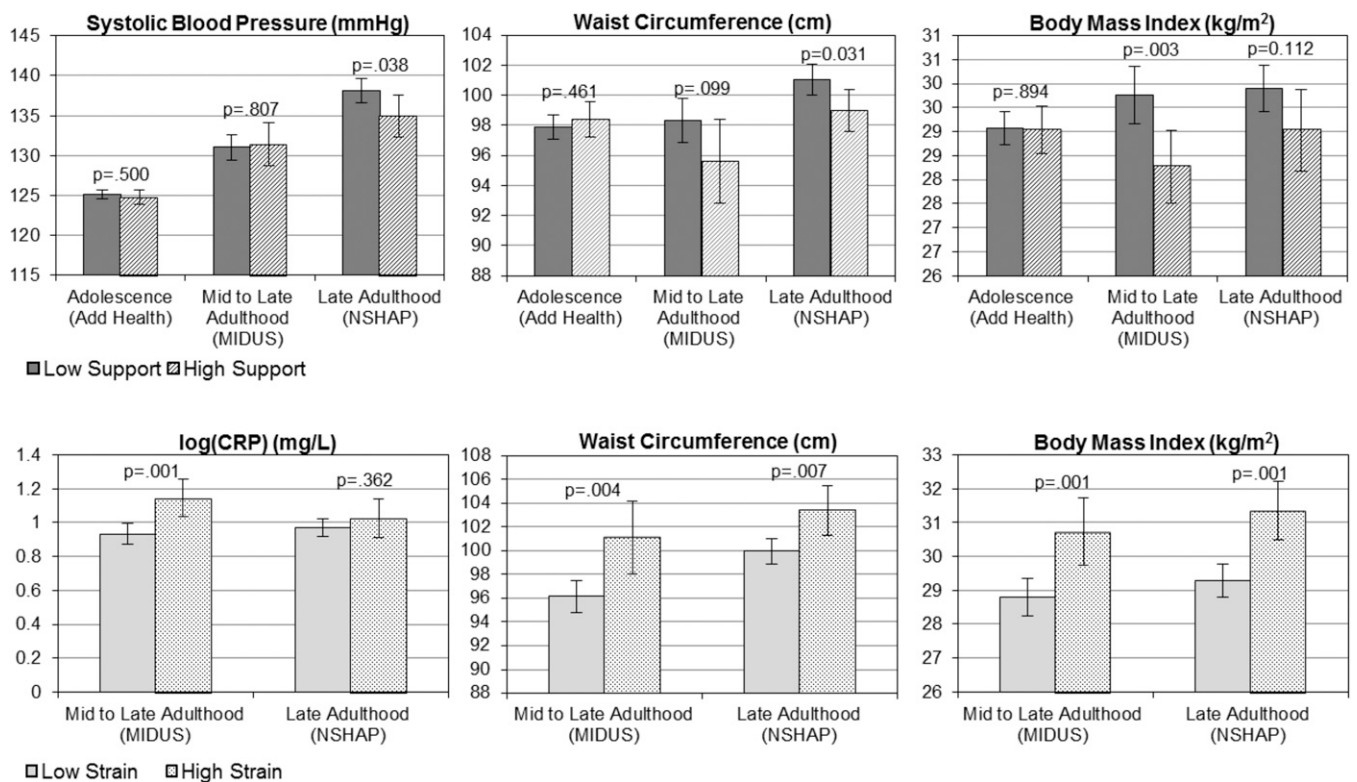 Systolic Blood Pressure (mmHg)
145
140
135
130
125
120
115
p=.500
p=.807
p=.038
Adolescence
(Add Health)
Mid to Late
Adulthood
(MIDUS)
Late Adulthood
(NSHAP)
Waist Circumference (cm)
104
102
100
98
96
94
92
90
88
p=.461
p=.099
p=0.031
Adolescence
(Add Health)
Mid to Late
Adulthood
(MIDUS)
Late Adulthood
(NSHAP)
Body Mass Index (kg/m²)
31
31
30
30
29
29
28
28
27
27
26
26
p=.894
p=.003
p=0.112
Adolescence
(Add Health)
Mid to Late
Adulthood
(MIDUS)
Late Adulthood
(NSHAP)
Low Support High Support
log(CRP) (mg/L)
1.4
1.2
1
0.8
0.6
0.4
0.2
0
p=.001
p=.362
Mid to Late Adulthood
(MIDUS)
Late Adulthood
(NSHAP)
Waist Circumference (cm)
108
106
104
102
100
98
96
94
92
90
88
p=.004
p=.007
Mid to Late Adulthood
(MIDUS)
Late Adulthood
(NSHAP)
Body Mass Index (kg/m²)
33
32
31
30
29
28
27
26
p=.001
p=.001
Mid to Late Adulthood
(MIDUS)
Late Adulthood
(NSHAP)
Low Strain High Strain